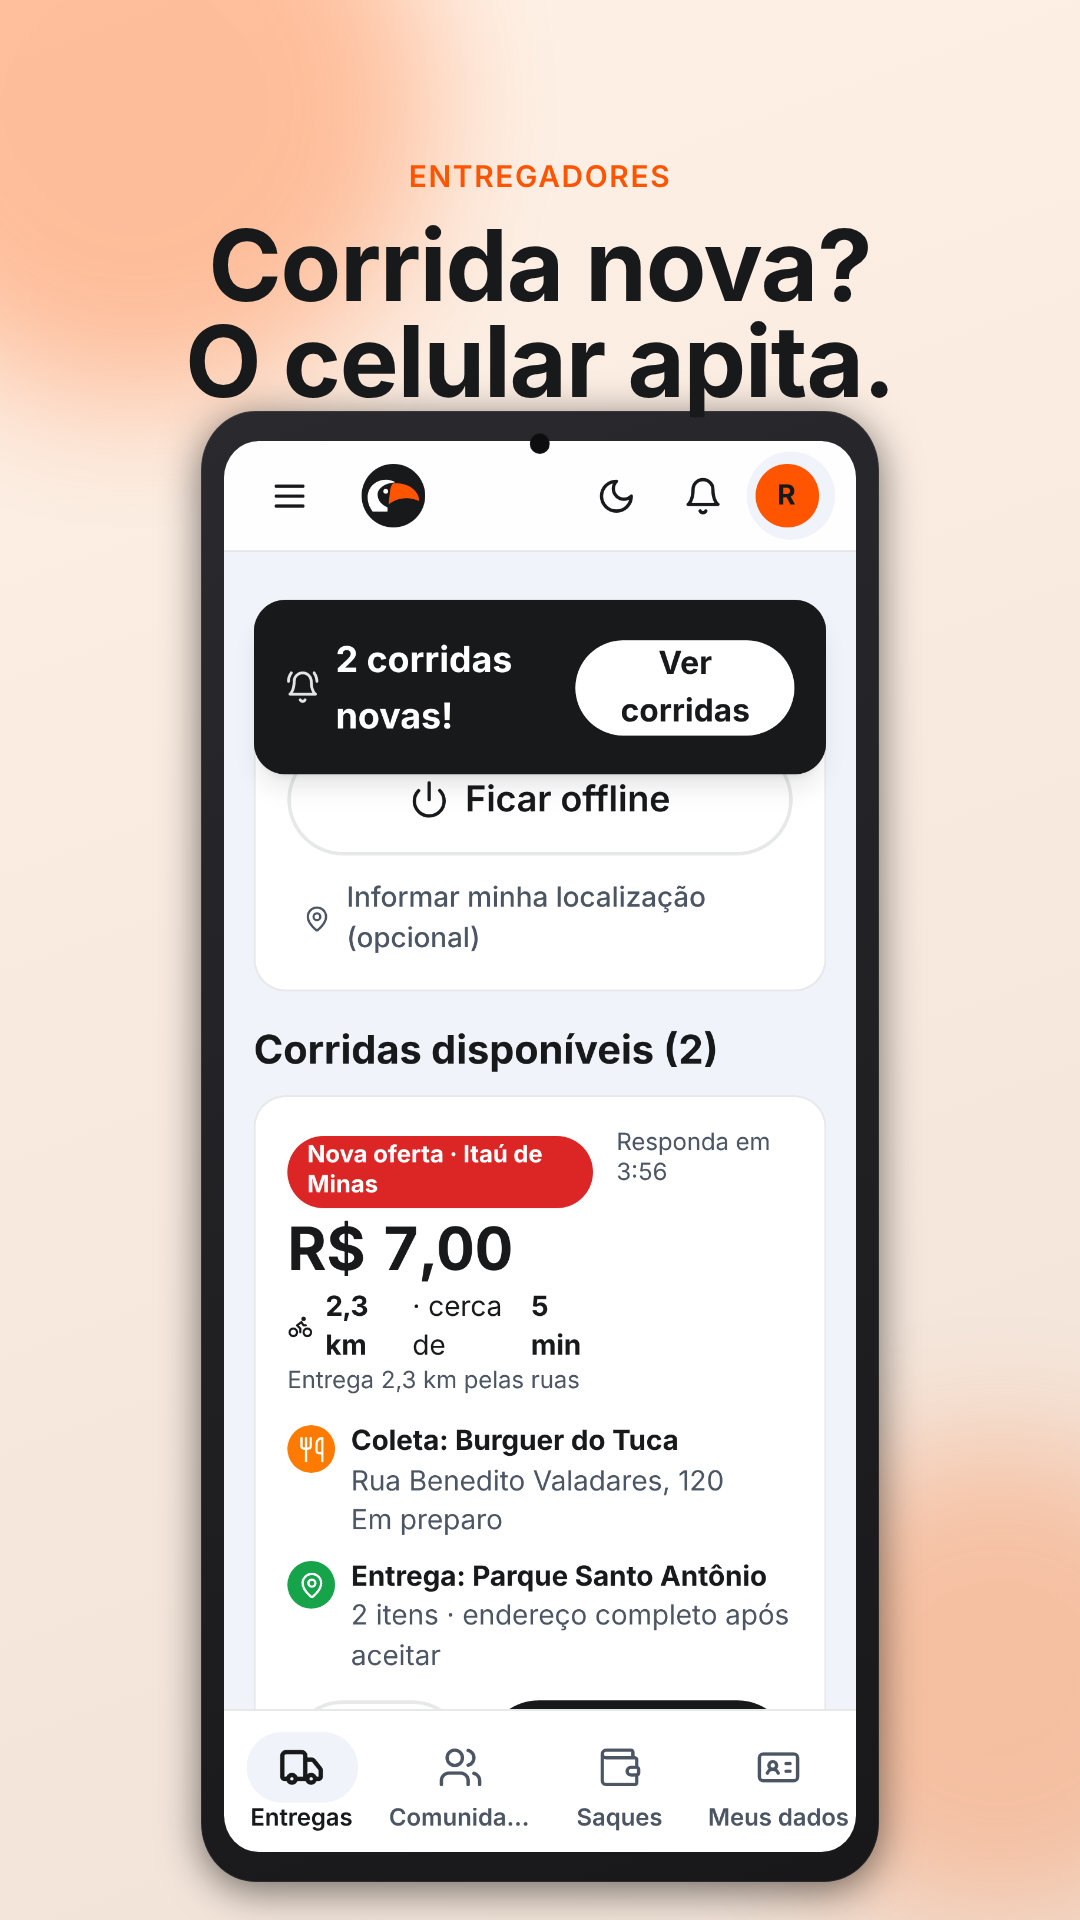 ENTREGADORES
Corrida nova?
O celular apita.
R
2 corridas
novas!
Ver
corridas
Ficar offline
Informar minha localização
(opcional)
Corridas disponíveis (2)
Nova oferta · Itaú de
Minas
Responda em
3:56
R$ 7,00
2,3 km · cerca de 5 min
Entrega 2,3 km pelas ruas
Coleta: Burguer do Tuca
Rua Benedito Valadares, 120
Em preparo
Entrega: Parque Santo Antônio
2 itens · endereço completo após
aceitar
Entregas
Comunida...
Saques
Meus dados